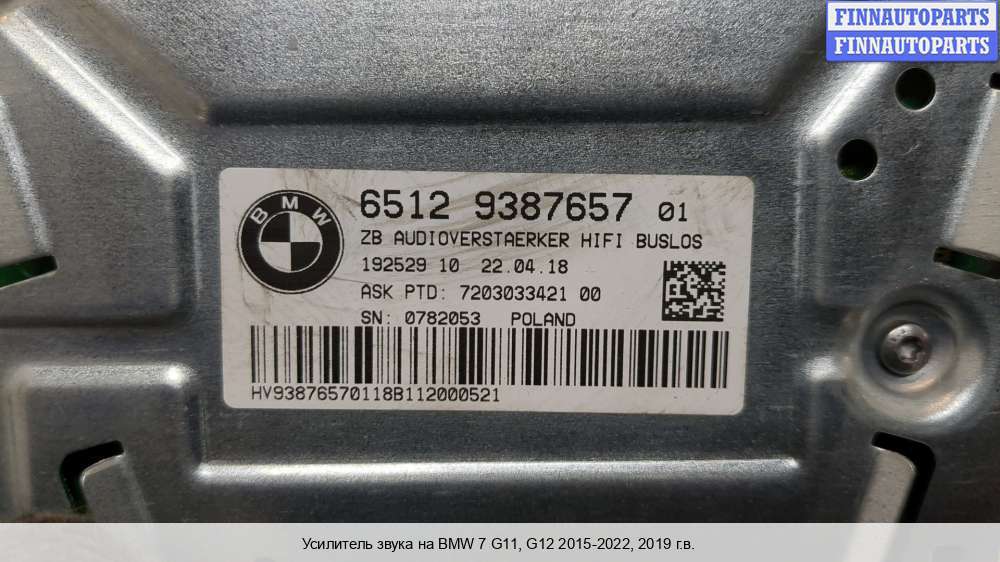 FINNAUTOPARTS
FINNAUTOPARTS
BMW
6512 9387657 01
ZB AUDIOVERSTAERKER HIFI BUSLOS
192529 10 22.04.18
ASK PTD: 7203033421 00
SN: 0782053 POLAND
HV93876570118B112000521
Усилитель звука на BMW 7 G11, G12 2015-2022, 2019 г.в.